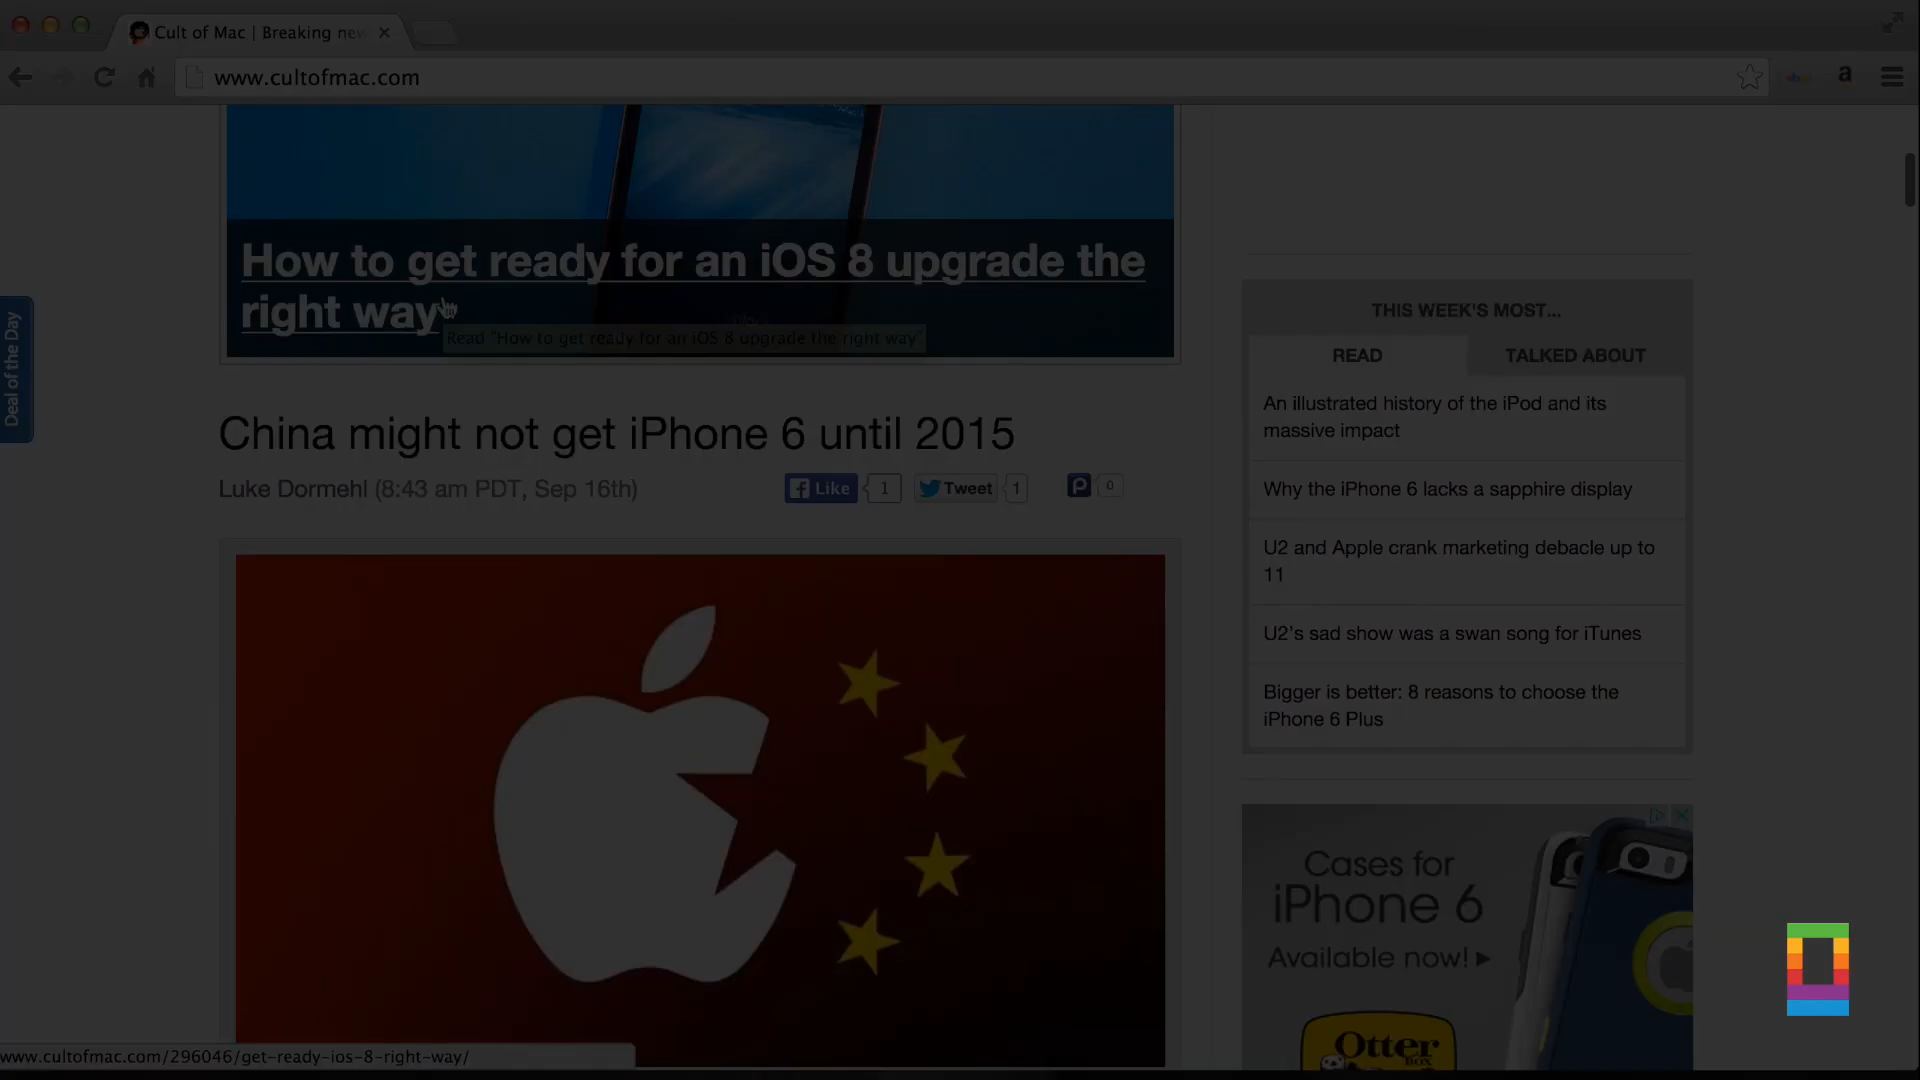 Cult of Mac | Breaking new
www.cultofmac.com
How to get ready for an iOS 8 upgrade the
right way
Read "How to get ready for an iOS 8 upgrade the right way"
Deal of the Day
China might not get iPhone 6 until 2015
Luke Dormehl (8:43 am PDT, Sep 16th)
Like 1 Tweet 1 0
THIS WEEK'S MOST...
READ TALKED ABOUT
An illustrated history of the iPod and its
massive impact
Why the iPhone 6 lacks a sapphire display
U2 and Apple crank marketing debacle up to
11
U2's sad show was a swan song for iTunes
Bigger is better: 8 reasons to choose the
iPhone 6 Plus
Cases for
iPhone 6
Available now!
Otter
BOX
www.cultofmac.com/296046/get-ready-ios-8-right-way/